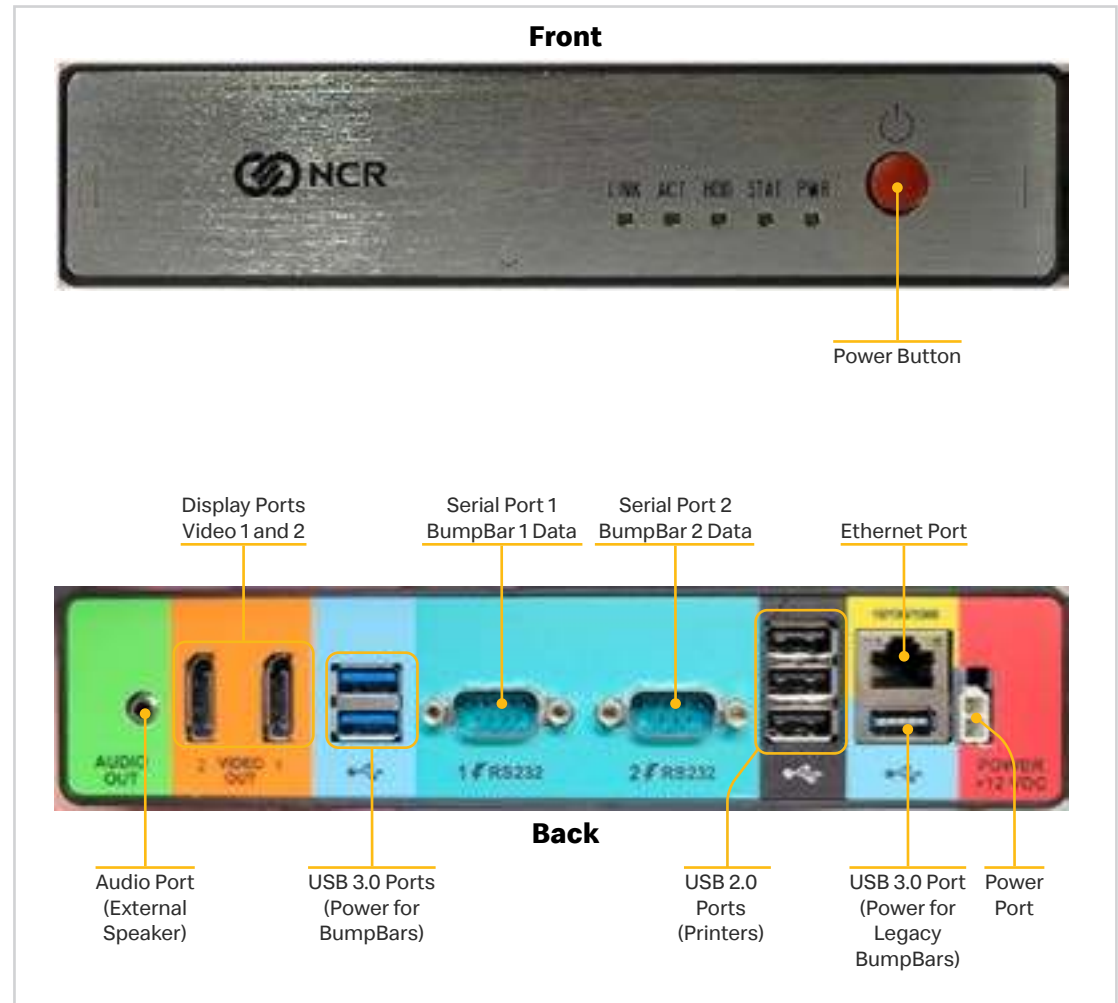 Front
NCR
LINK ACT HDD STAT PWR
Power Button
Display Ports
Video 1 and 2
Serial Port 1
BumpBar 1 Data
Serial Port 2
BumpBar 2 Data
Ethernet Port
AUDIO
OUT
2 VIDEO 1
OUT
1 RS232
2 RS232
POWER
+12 VDC
Back
Audio Port
(External
Speaker)
USB 3.0 Ports
(Power for
BumpBars)
USB 2.0
Ports
(Printers)
USB 3.0 Port
(Power for
Legacy
BumpBars)
Power
Port